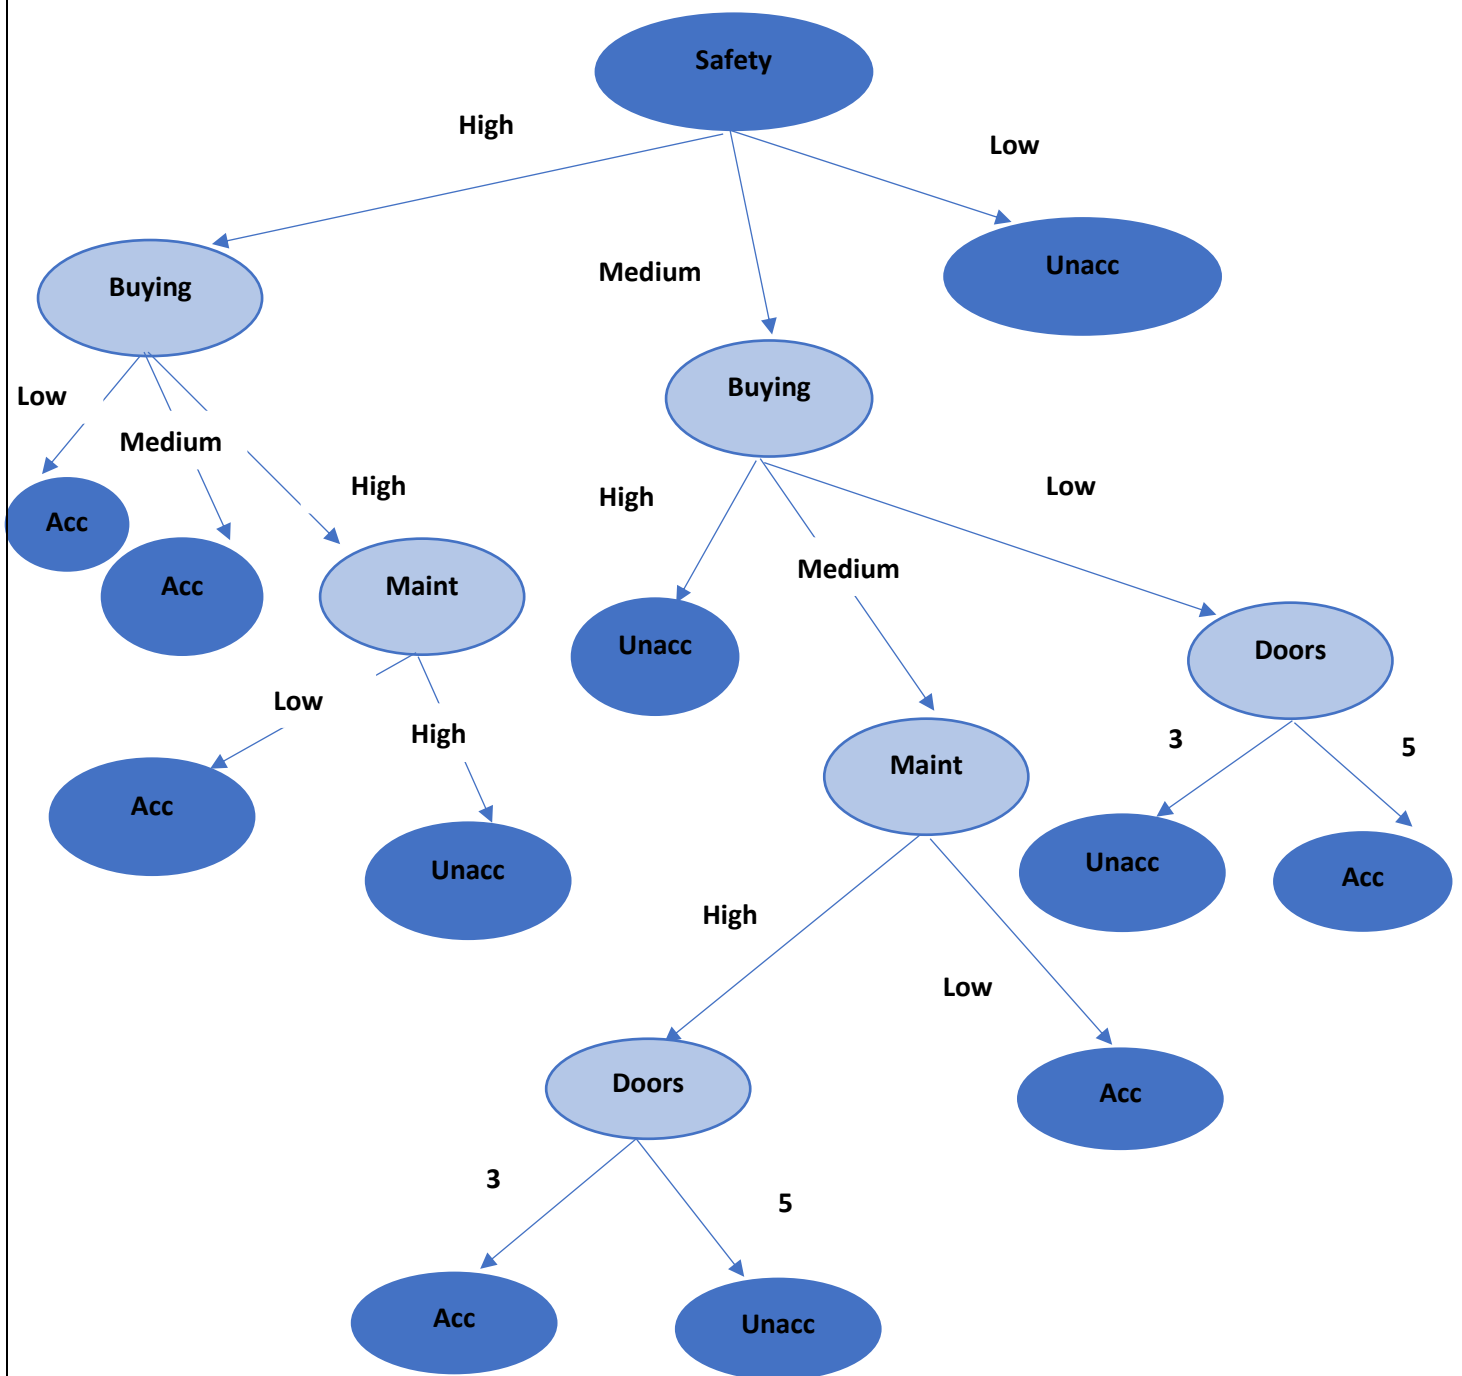 Safety
High
Low
Unacc
Medium
Buying
Buying
Low
Medium
High
High
Low
Medium
Acc
Acc
Maint
Unacc
Doors
Low
High
Maint
3
5
Acc
Unacc
Unacc
Acc
High
Low
Doors
Acc
3
5
Acc
Unacc